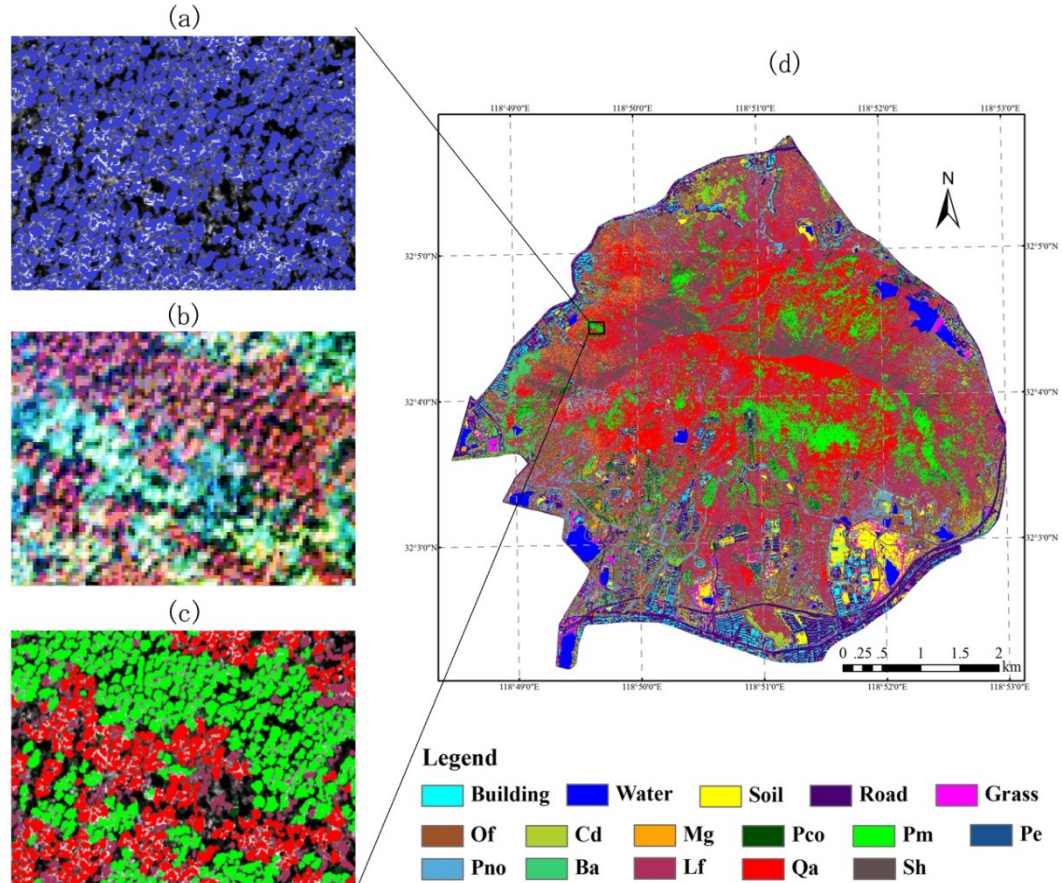 (a)
(b)
(c)
(d)
118°49'0"E 118°50'0"E 118°51'0"E 118°52'0"E 118°53'0"E
N
32°5'0"N 32°5'0"N
32°4'0"N 32°4'0"N
32°3'0"N 32°3'0"N
0 .25 .5 1 1.5 2
km
118°49'0"E 118°50'0"E 118°51'0"E 118°52'0"E 118°53'0"E
Legend
Building Water Soil Road Grass
Of Cd Mg Pco Pm Pe
Pno Ba Lf Qa Sh